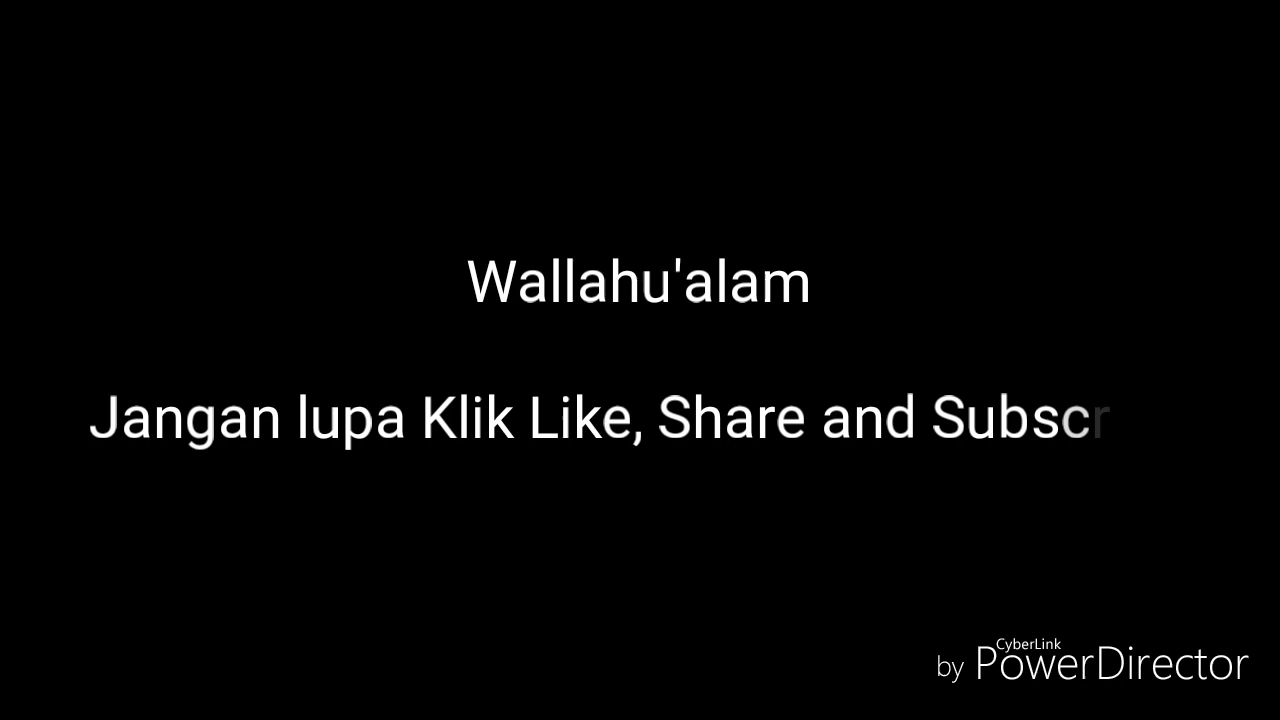 Wallahu'alam
Jangan lupa Klik Like, Share and Subscr
by CyberLink PowerDirector